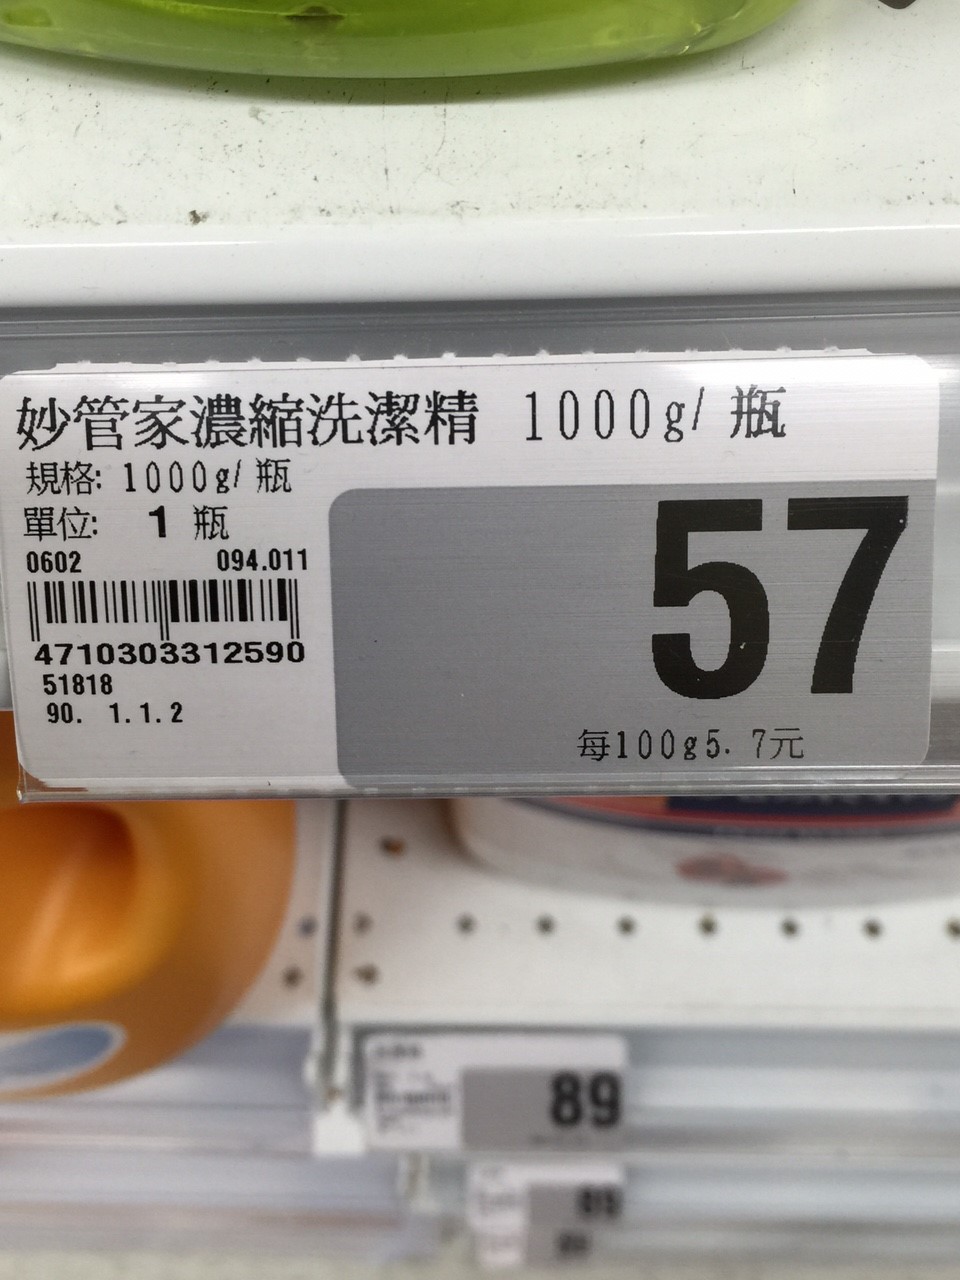 妙管家濃縮洗潔精 1000g/ 瓶
規格: 1000g/ 瓶
單位: 1 瓶
0602 094.011
4710303312590
51818
90. 1.1.2
57
每100g5. 7元
89
89